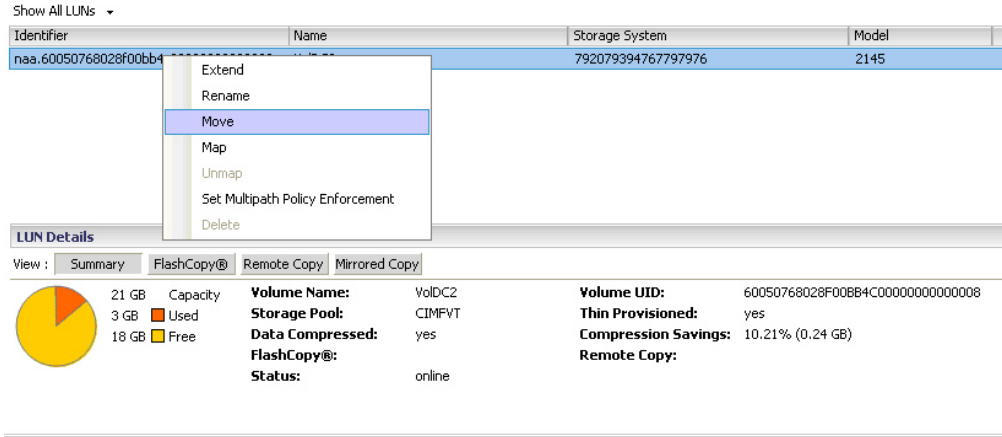 Show All LUNs
Identifier Name Storage System Model
naa.60050768028f00bb4 792079394767797976 2145
Extend
Rename
Move
Map
Unmap
Set Multipath Policy Enforcement
Delete
LUN Details
View : Summary FlashCopy® Remote Copy Mirrored Copy
21 GB Capacity Volume Name: VolDC2 Volume UID: 60050768028F00BB4C00000000000008
3 GB Used Storage Pool: CIMFVT Thin Provisioned: yes
18 GB Free Data Compressed: yes Compression Savings: 10.21% (0.24 GB)
FlashCopy®: Remote Copy:
Status: online